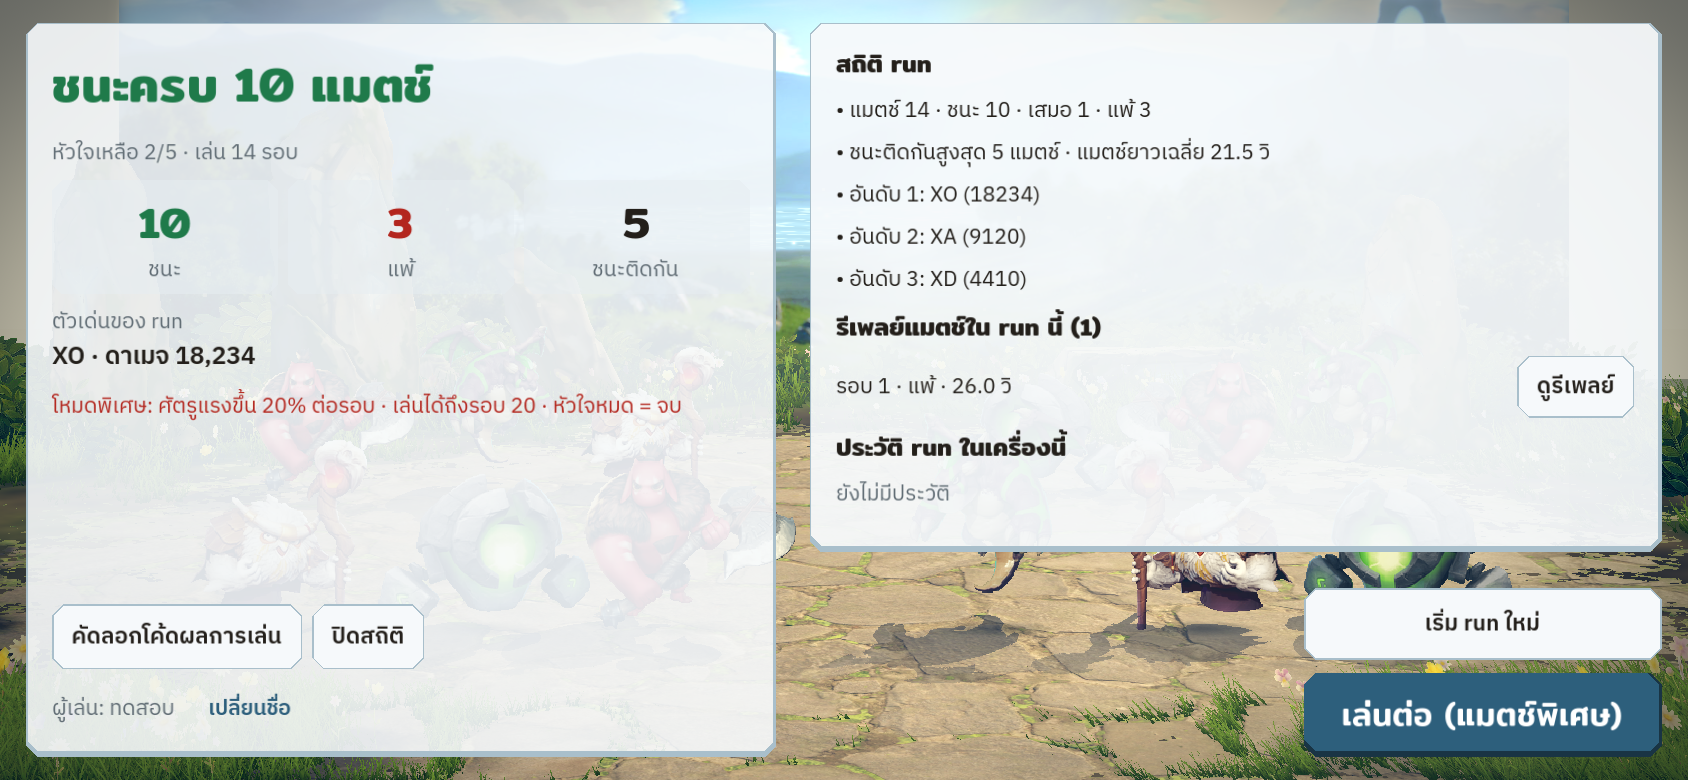 ชนะครบ 10 แมตช์
หัวใจเหลือ 2/5 · เล่น 14 รอบ
10
ชนะ
3
แพ้
5
ชนะติดกัน
ตัวเด่นของ run
XO · ดาเมจ 18,234
โหมดพิเศษ: ศัตรูแรงขึ้น 20% ต่อรอบ · เล่นได้ถึงรอบ 20 · หัวใจหมด = จบ
คัดลอกโค้ดผลการเล่น
ปิดสถิติ
ผู้เล่น: ทดสอบ
เปลี่ยนชื่อ
สถิติ run
• แมตช์ 14 · ชนะ 10 · เสมอ 1 · แพ้ 3
• ชนะติดกันสูงสุด 5 แมตช์ · แมตช์ยาวเฉลี่ย 21.5 วิ
• อันดับ 1: XO (18234)
• อันดับ 2: XA (9120)
• อันดับ 3: XD (4410)
รีเพลย์แมตช์ใน run นี้ (1)
รอบ 1 · แพ้ · 26.0 วิ
ดูรีเพลย์
ประวัติ run ในเครื่องนี้
ยังไม่มีประวัติ
เริ่ม run ใหม่
เล่นต่อ (แมตช์พิเศษ)